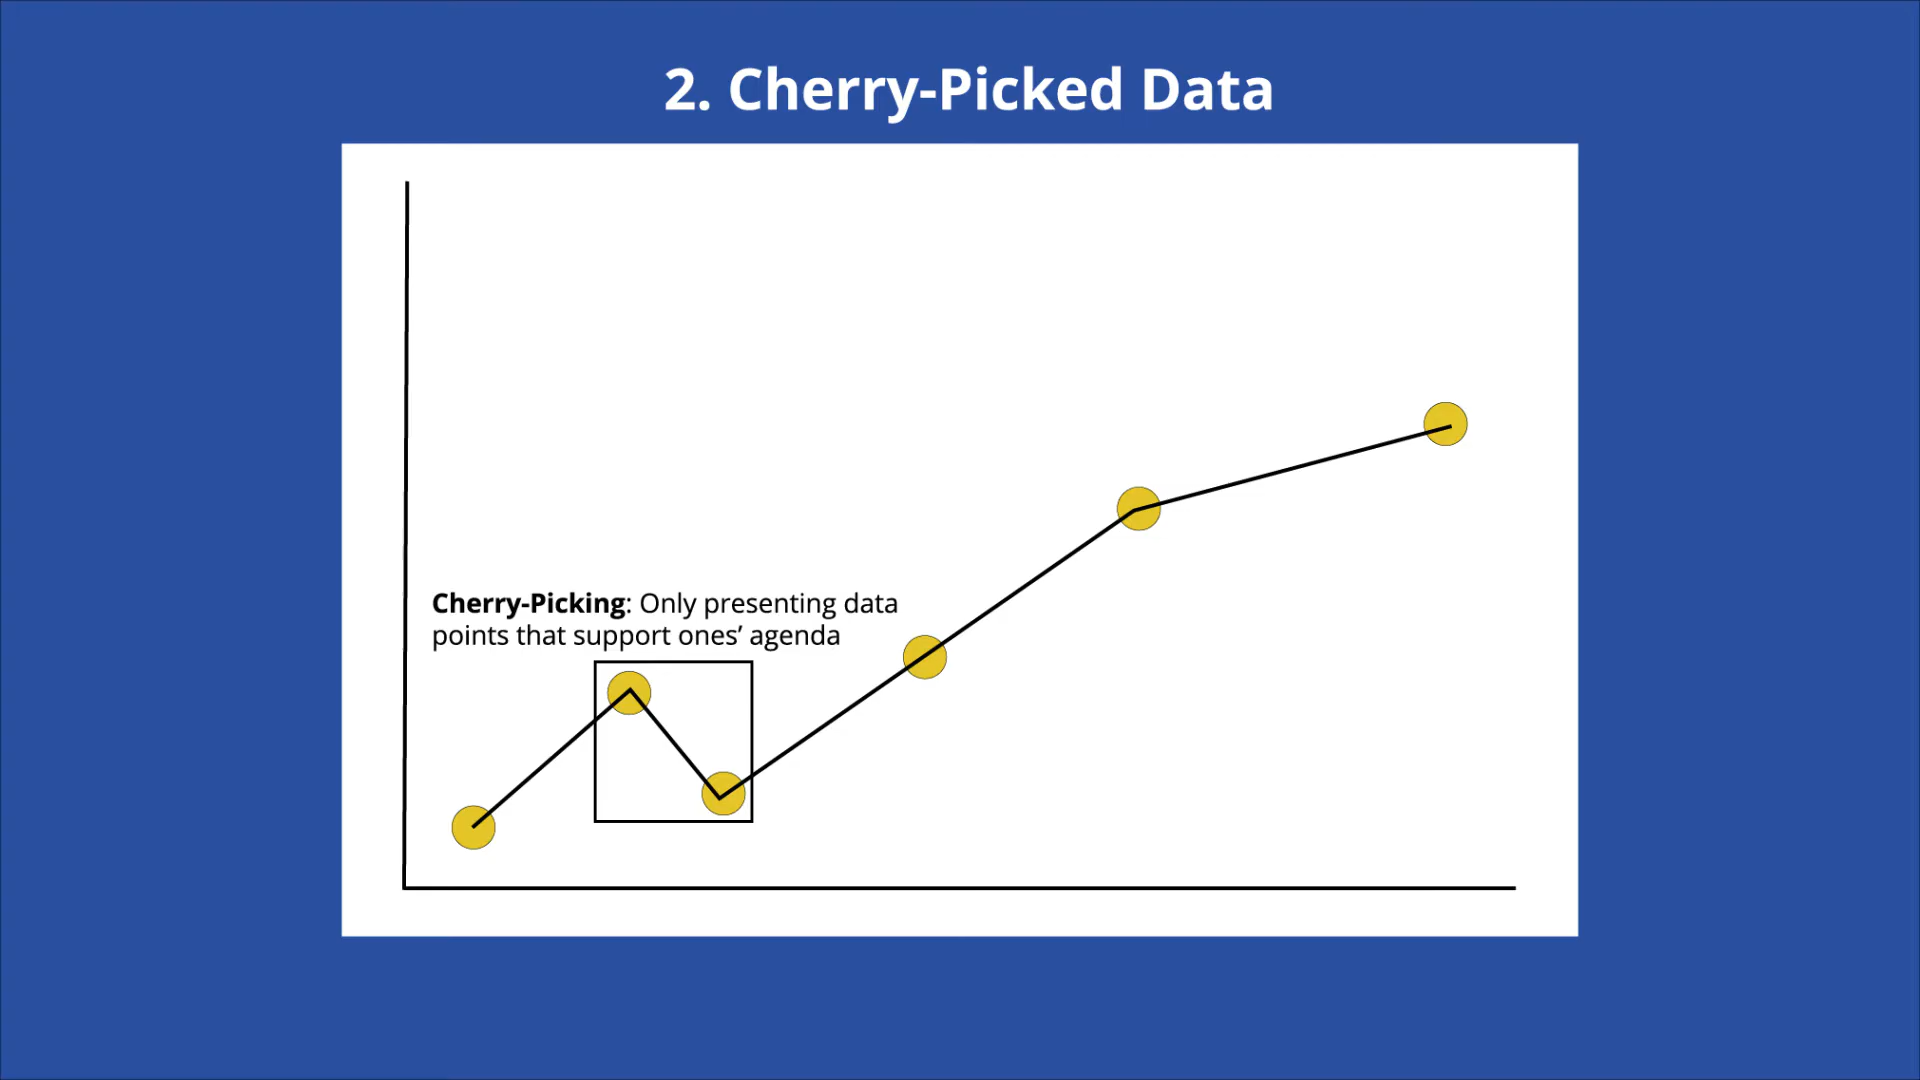 2. Cherry-Picked Data
Cherry-Picking: Only presenting data
points that support ones’ agenda